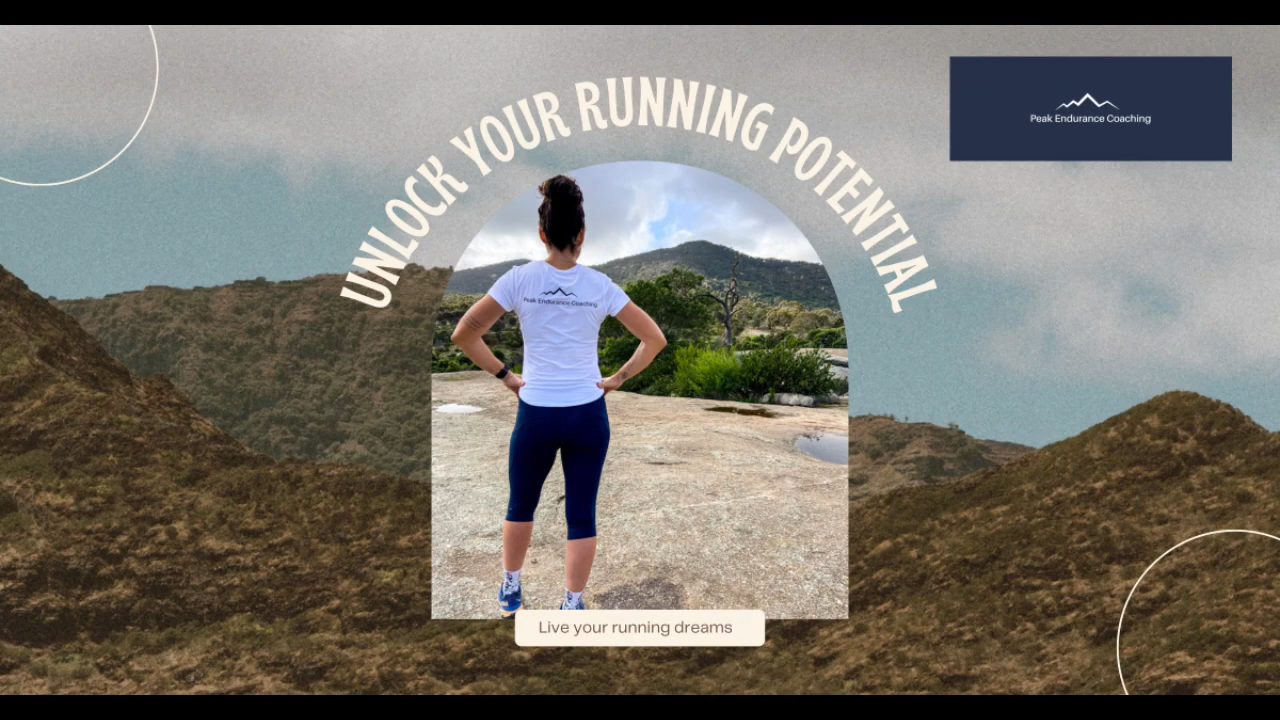 UNLOCK YOUR RUNNING POTENTIAL
Peak Endurance Coaching
Peak Endurance Coaching
Live your running dreams